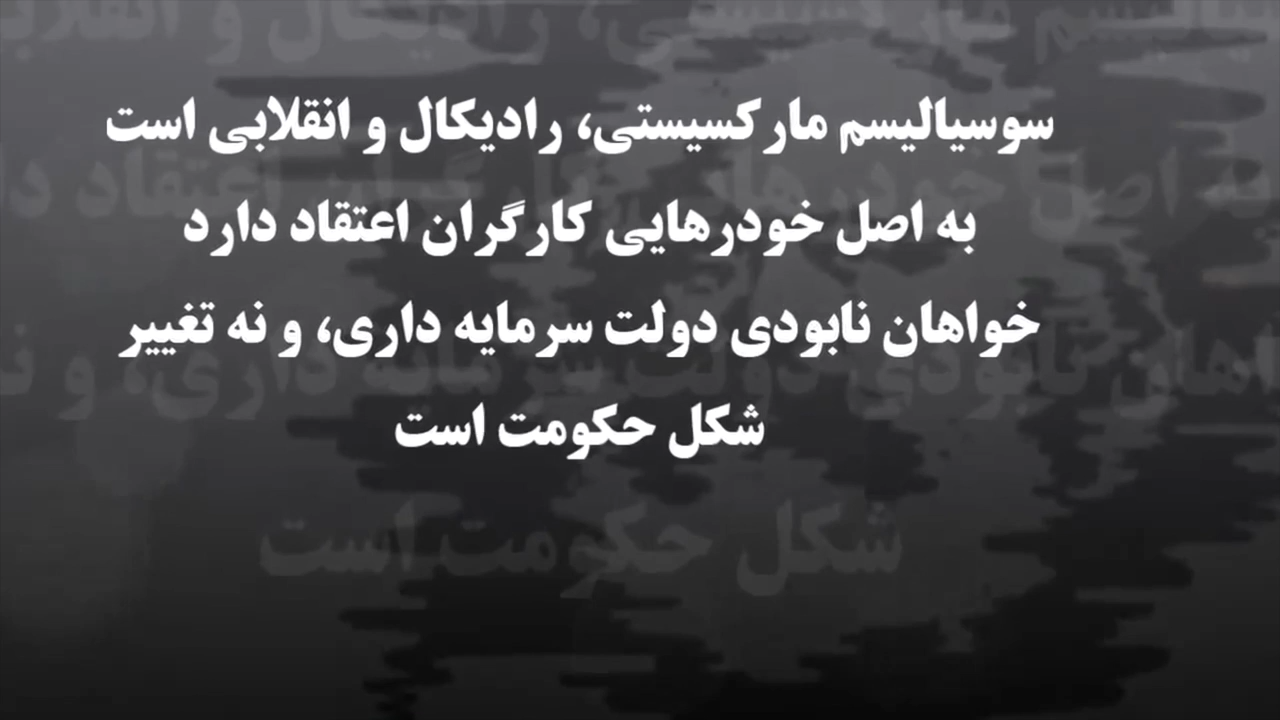 سوسیالیسم مارکسیستی، رادیکال و انقلابی است
به اصل خودرهایی کارگران اعتقاد دارد
خواهان نابودی دولت سرمایه داری، و نه تغییر
شکل حکومت است